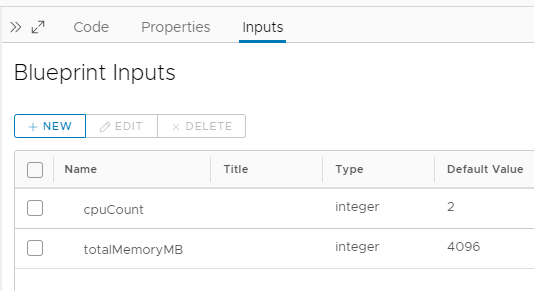 Code Properties Inputs
Blueprint Inputs
+ NEW EDIT × DELETE
Name Title Type Default Value
cpuCount integer 2
totalMemoryMB integer 4096